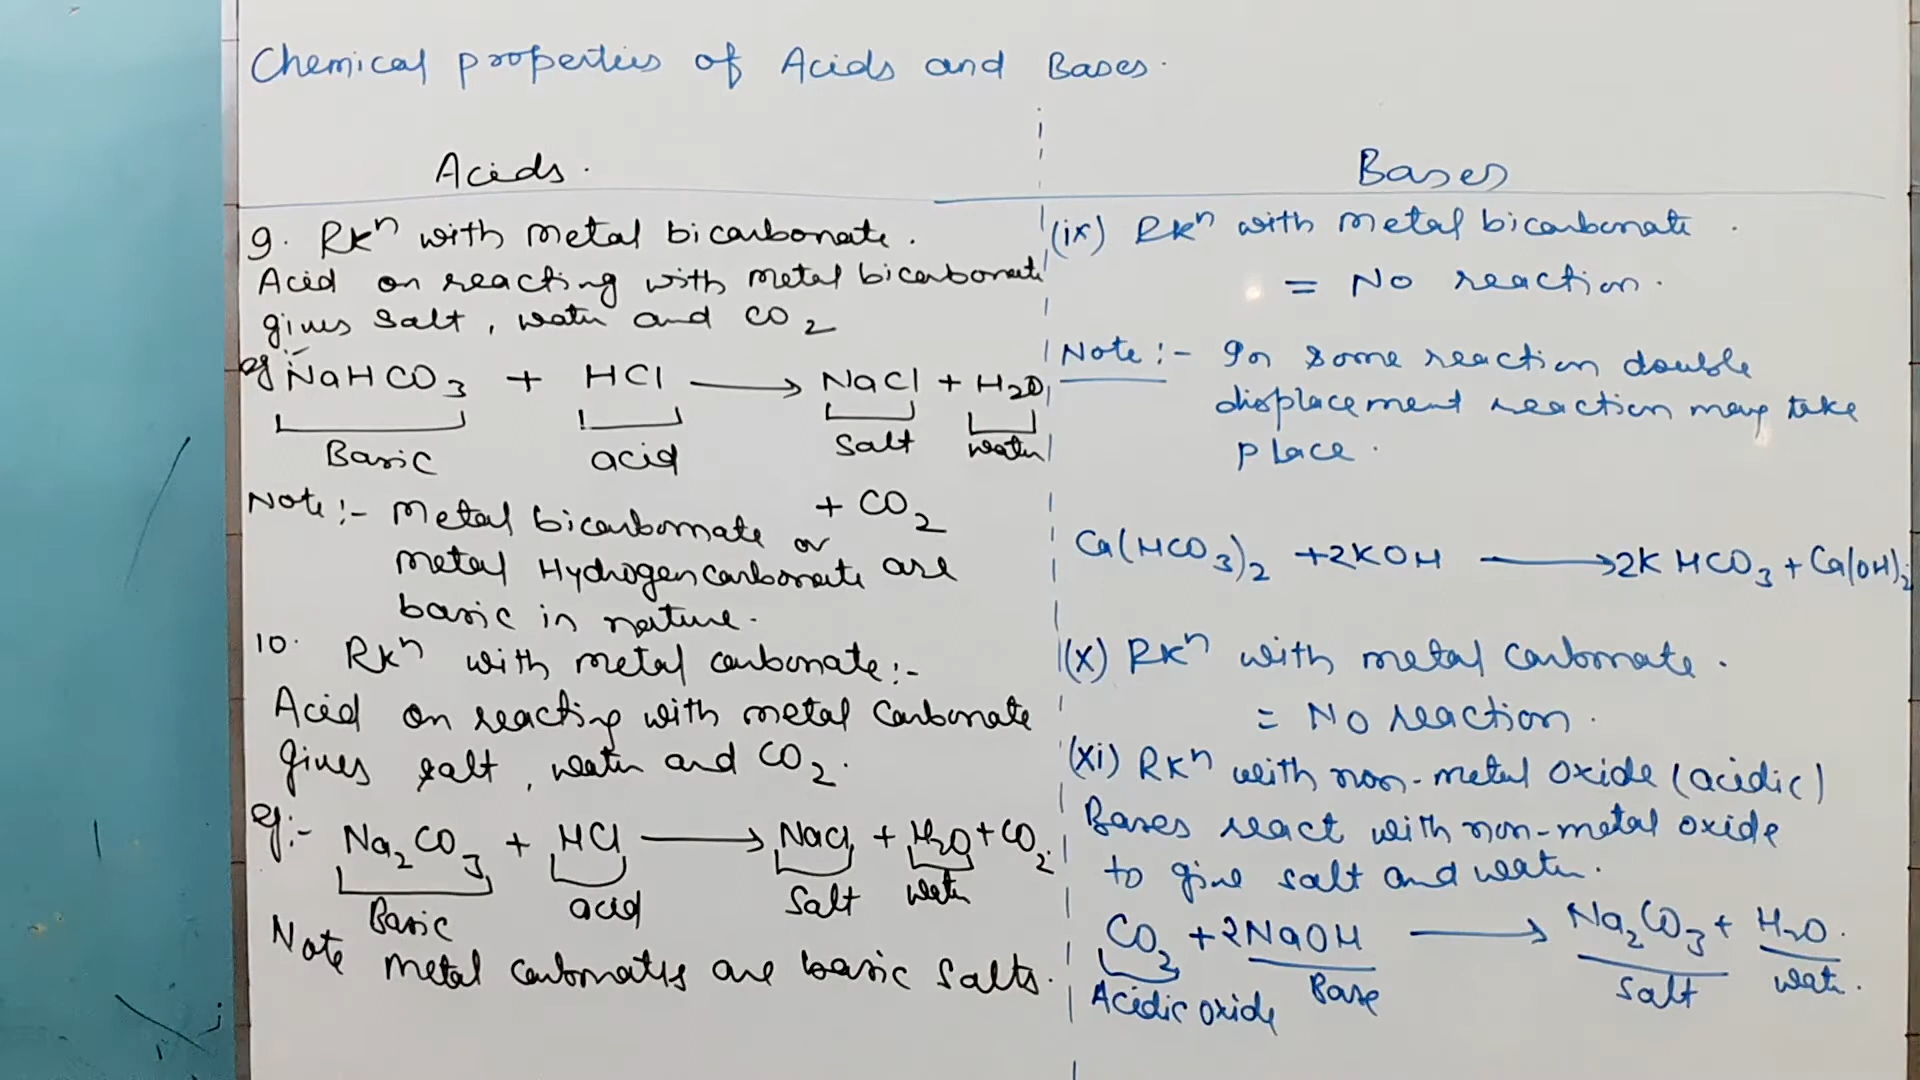 Chemical properties of Acids and Bases.
Acids.
9. Rkⁿ with metal bicarbonate.
Acid on reacting with metal bicarbonate
gives salt, water and CO₂
eg:- NaHCO₃ + HCl ⟶ NaCl + H₂O
Basic acid salt water
+ CO₂
Note:- Metal bicarbonate or
metal Hydrogencarbonate are
basic in nature.
10. Rkⁿ with metal carbonate:-
Acid on reacting with metal carbonate
gives salt, water and CO₂.
eg:- Na₂CO₃ + HCl ⟶ NaCl + H₂O + CO₂
Basic acid salt water
Note metal carbonates are basic salts.
Bases
(ix) Rkⁿ with metal bicarbonate.
= No reaction.
Note:- In some reaction double
displacement reaction may take
place.
Ca(HCO₃)₂ + 2KOH ⟶ 2KHCO₃ + Ca(OH)₂
(x) Rkⁿ with metal carbonate.
= No reaction.
(xi) Rkⁿ with non-metal oxide (acidic)
Bases react with non-metal oxide
to give salt and water.
CO₂ + 2NaOH ⟶ Na₂CO₃ + H₂O.
Acidic oxide Base salt water.